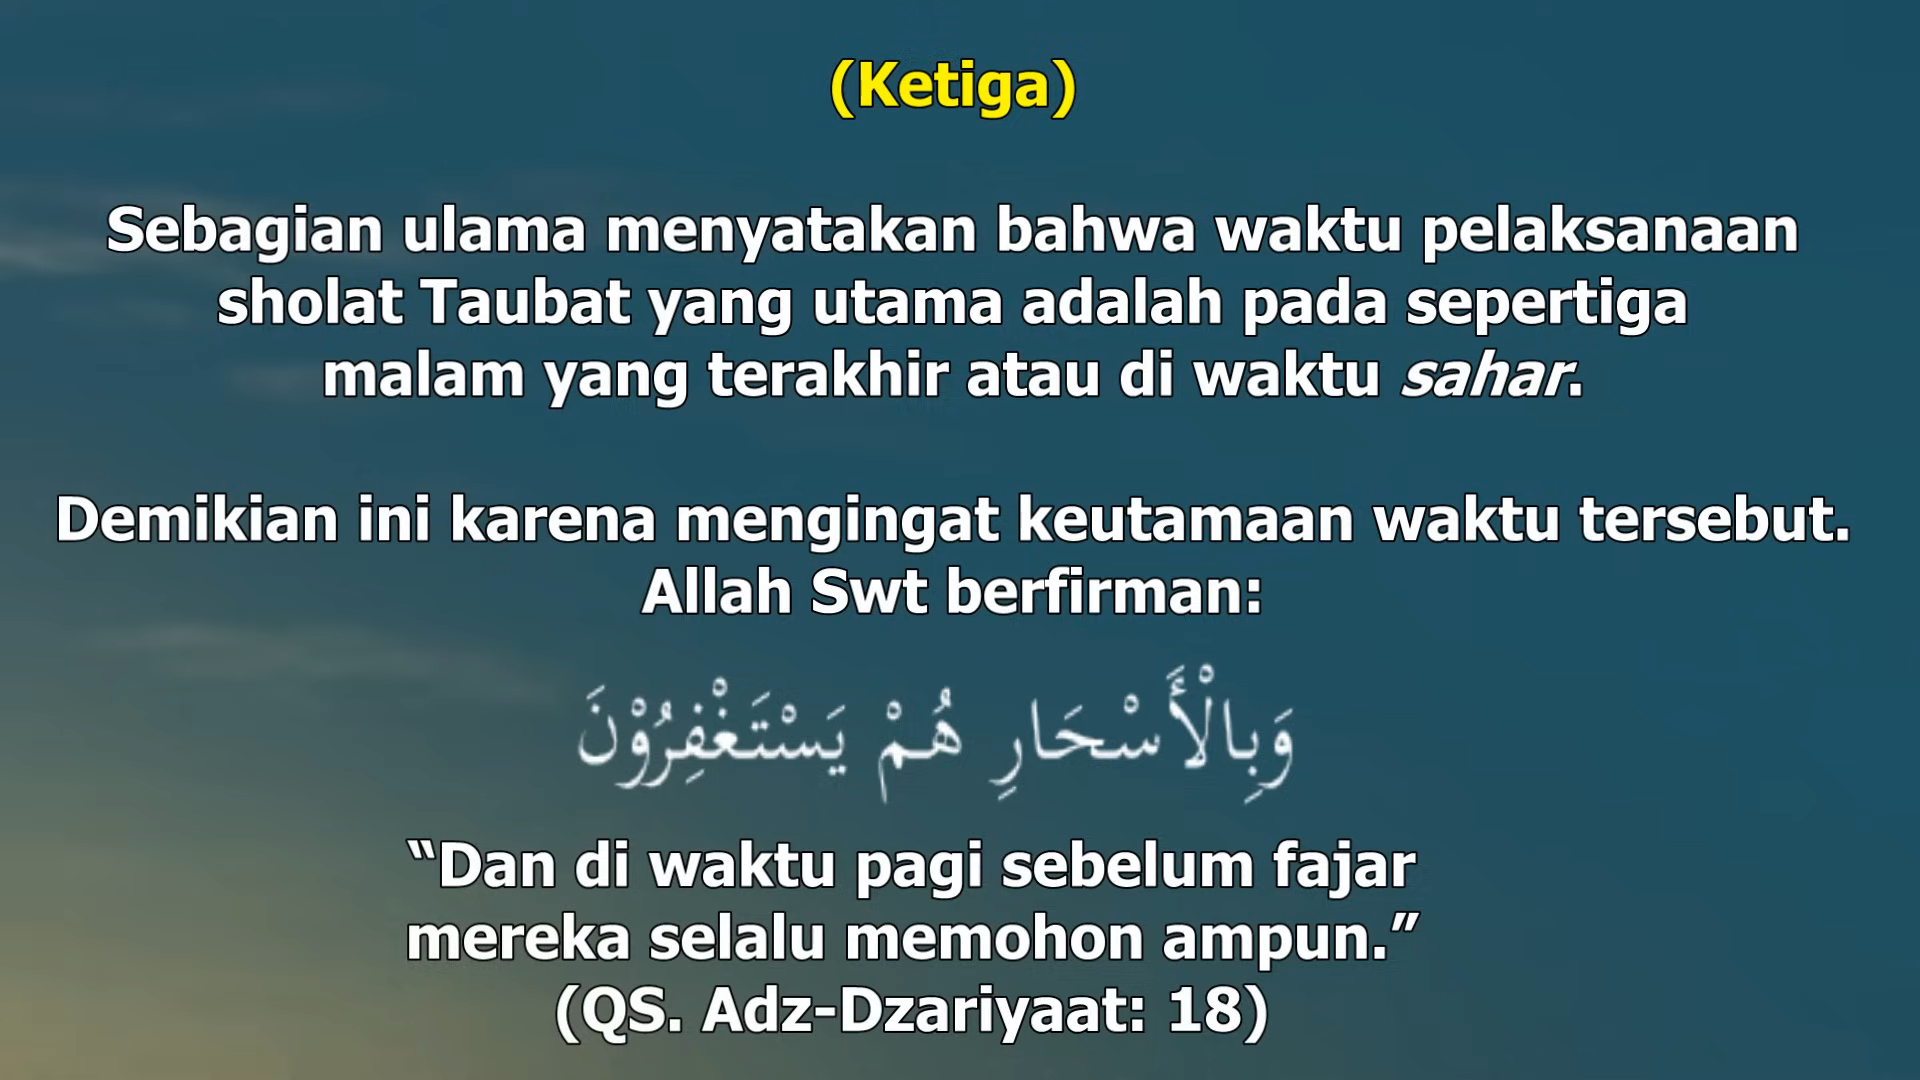 (Ketiga)
Sebagian ulama menyatakan bahwa waktu pelaksanaan
sholat Taubat yang utama adalah pada sepertiga
malam yang terakhir atau di waktu sahar.
Demikian ini karena mengingat keutamaan waktu tersebut.
Allah Swt berfirman:
وَبِالْأَسْحَارِ هُمْ يَسْتَغْفِرُوْنَ
“Dan di waktu pagi sebelum fajar
mereka selalu memohon ampun.”
(QS. Adz-Dzariyaat: 18)